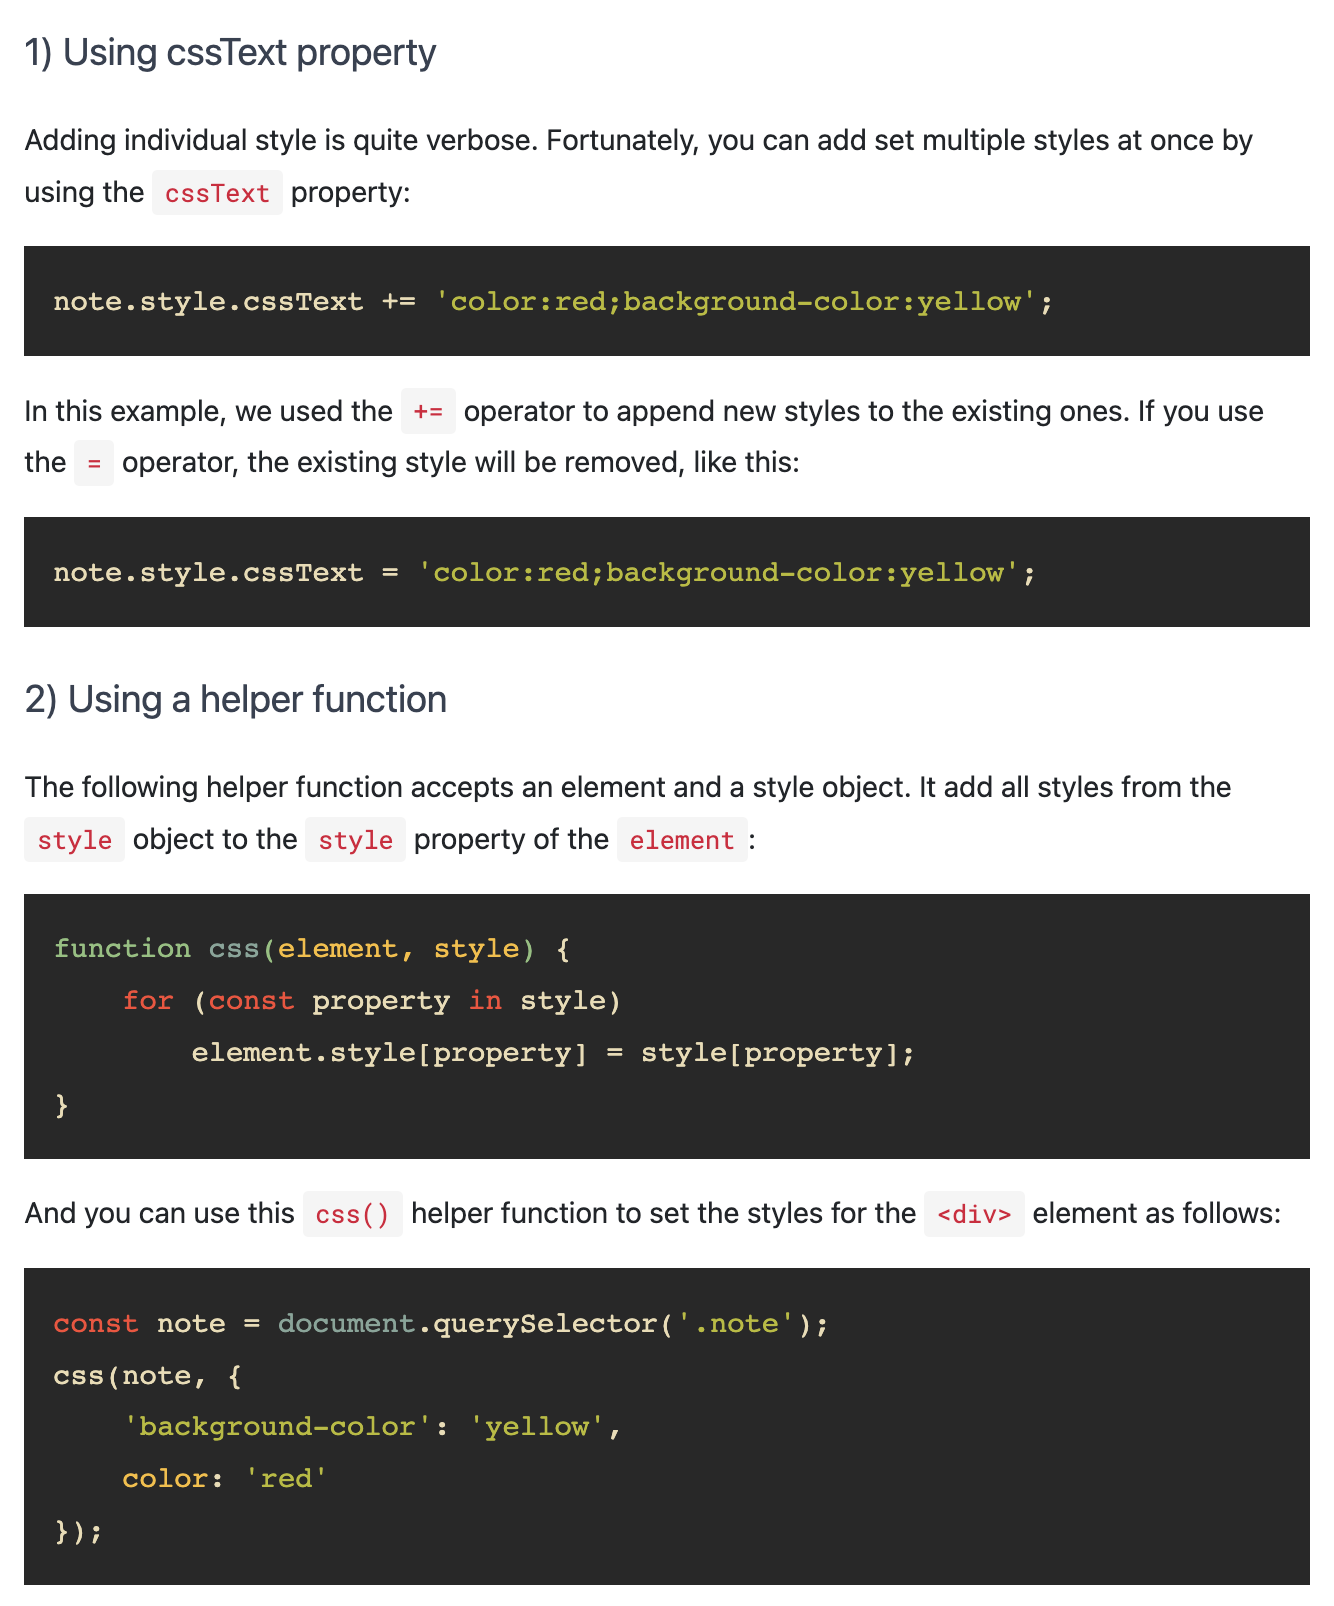 1) Using cssText property
Adding individual style is quite verbose. Fortunately, you can add set multiple styles at once by
using the cssText property:
note.style.cssText += 'color:red;background-color:yellow';
In this example, we used the += operator to append new styles to the existing ones. If you use
the = operator, the existing style will be removed, like this:
note.style.cssText = 'color:red;background-color:yellow';
2) Using a helper function
The following helper function accepts an element and a style object. It add all styles from the
style object to the style property of the element:
function css(element, style) {
    for (const property in style)
        element.style[property] = style[property];
}
And you can use this css() helper function to set the styles for the <div> element as follows:
const note = document.querySelector('.note');
css(note, {
    'background-color': 'yellow',
    color: 'red'
});